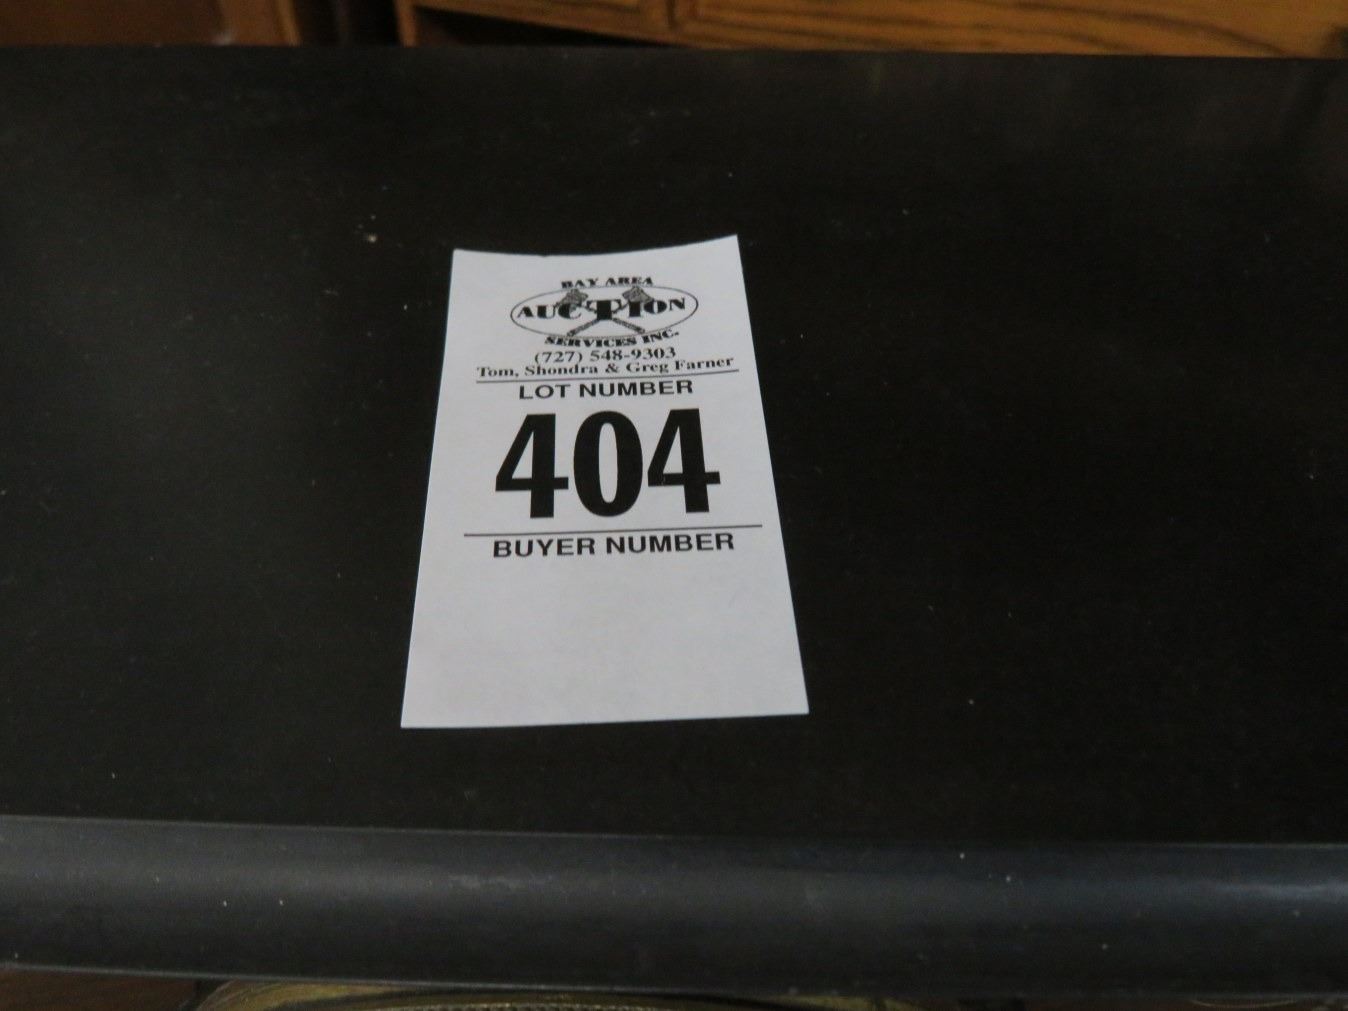 BAY AREA
AUCTION
SERVICES INC.
(727) 548-9303
Tom, Shondra & Greg Farner
LOT NUMBER
404
BUYER NUMBER